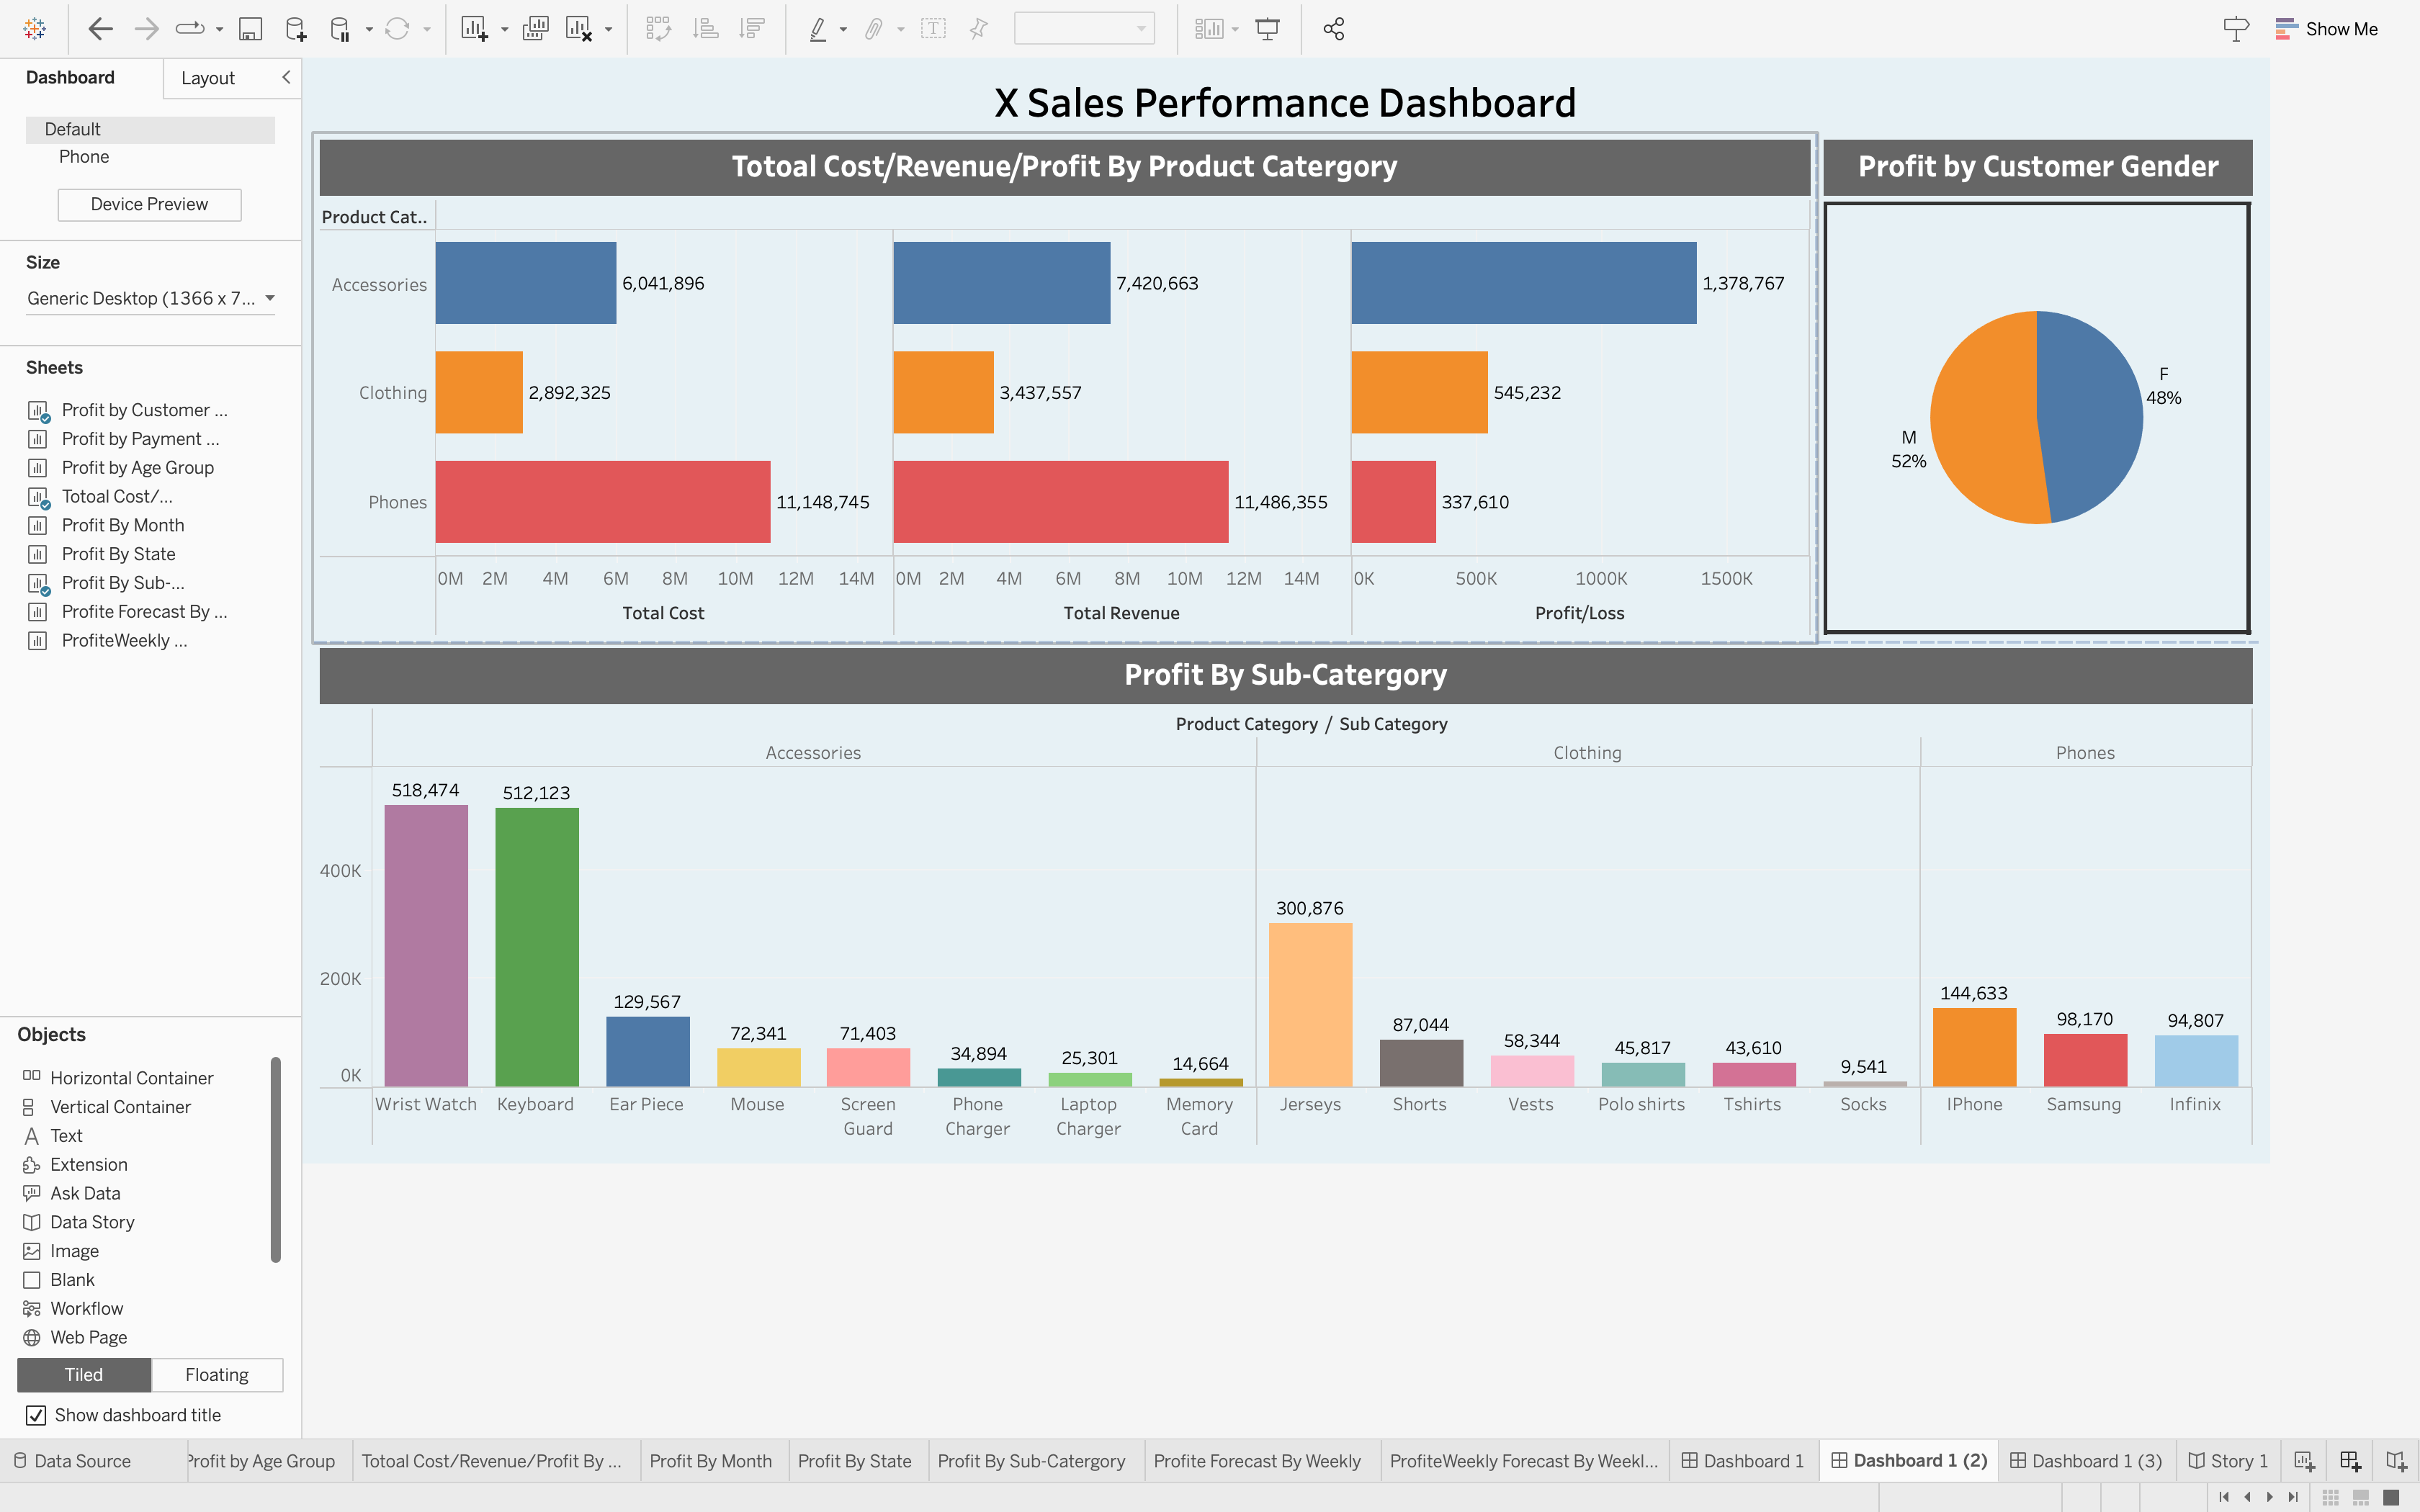 Show Me
Dashboard
Layout
Default
Phone
Device Preview
Size
Generic Desktop (1366 x 7...
Sheets
Profit by Customer ...
Profit by Payment ...
Profit by Age Group
Totoal Cost/...
Profit By Month
Profit By State
Profit By Sub-...
Profite Forecast By ...
ProfiteWeekly ...
Objects
Horizontal Container
Vertical Container
Text
Extension
Ask Data
Data Story
Image
Blank
Workflow
Web Page
Tiled
Floating
Show dashboard title
X Sales Performance Dashboard
Totoal Cost/Revenue/Profit By Product Catergory
Product Cat..
Accessories
6,041,896
7,420,663
1,378,767
Clothing
2,892,325
3,437,557
545,232
Phones
11,148,745
11,486,355
337,610
0M 2M 4M 6M 8M 10M 12M 14M
0M 2M 4M 6M 8M 10M 12M 14M
0K 500K 1000K 1500K
Total Cost
Total Revenue
Profit/Loss
Profit by Customer Gender
F
48%
M
52%
Profit By Sub-Catergory
Product Category / Sub Category
Accessories
Clothing
Phones
400K
200K
0K
518,474
512,123
129,567
72,341
71,403
34,894
25,301
14,664
300,876
87,044
58,344
45,817
43,610
9,541
144,633
98,170
94,807
Wrist Watch
Keyboard
Ear Piece
Mouse
Screen
Guard
Phone
Charger
Laptop
Charger
Memory
Card
Jerseys
Shorts
Vests
Polo shirts
Tshirts
Socks
IPhone
Samsung
Infinix
Data Source
Profit by Age Group
Totoal Cost/Revenue/Profit By ...
Profit By Month
Profit By State
Profit By Sub-Catergory
Profite Forecast By Weekly
ProfiteWeekly Forecast By Weekl...
Dashboard 1
Dashboard 1 (2)
Dashboard 1 (3)
Story 1